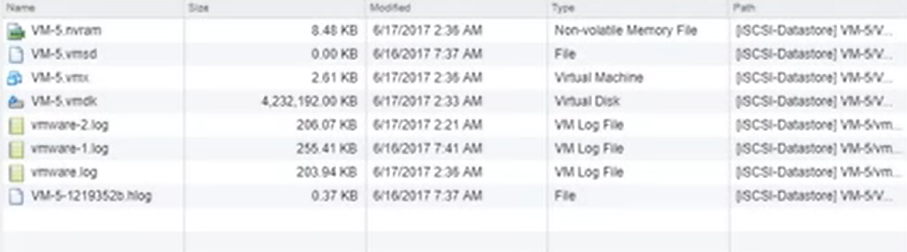 Name Size Modified Type Path
VM-5.nvram 8.48 KB 6/17/2017 2:36 AM Non-volatile Memory File [iSCSI-Datastore] VM-5/V...
VM-5.vmsd 0.00 KB 6/16/2017 7:37 AM File [iSCSI-Datastore] VM-5/V...
VM-5.vmx 2.61 KB 6/17/2017 2:36 AM Virtual Machine [iSCSI-Datastore] VM-5/V...
VM-5.vmdk 4,232,192.00 KB 6/17/2017 2:33 AM Virtual Disk [iSCSI-Datastore] VM-5/V...
vmware-2.log 206.07 KB 6/17/2017 2:21 AM VM Log File [iSCSI-Datastore] VM-5/vm...
vmware-1.log 255.41 KB 6/16/2017 7:41 AM VM Log File [iSCSI-Datastore] VM-5/vm...
vmware.log 203.94 KB 6/17/2017 2:36 AM VM Log File [iSCSI-Datastore] VM-5/vm...
VM-5-1219352b.hlog 0.37 KB 6/16/2017 7:37 AM File [iSCSI-Datastore] VM-5/V...